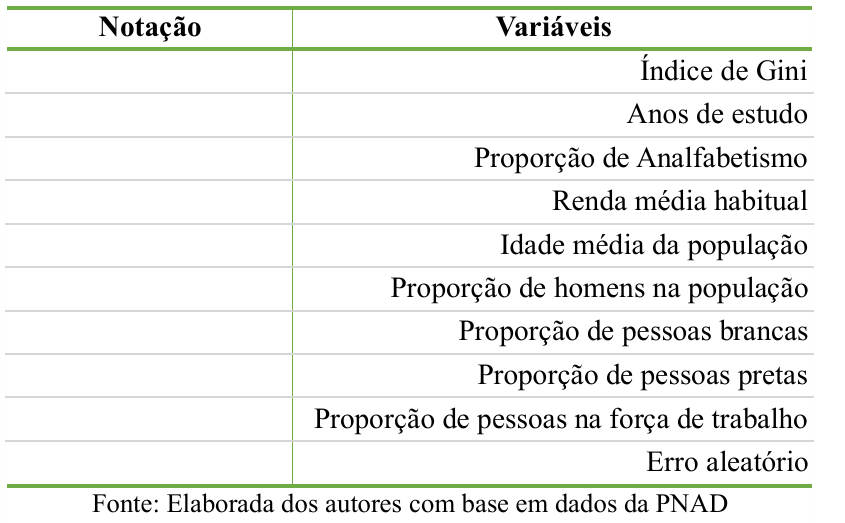 Notação Variáveis
Índice de Gini
Anos de estudo
Proporção de Analfabetismo
Renda média habitual
Idade média da população
Proporção de homens na população
Proporção de pessoas brancas
Proporção de pessoas pretas
Proporção de pessoas na força de trabalho
Erro aleatório
Fonte: Elaborada dos autores com base em dados da PNAD